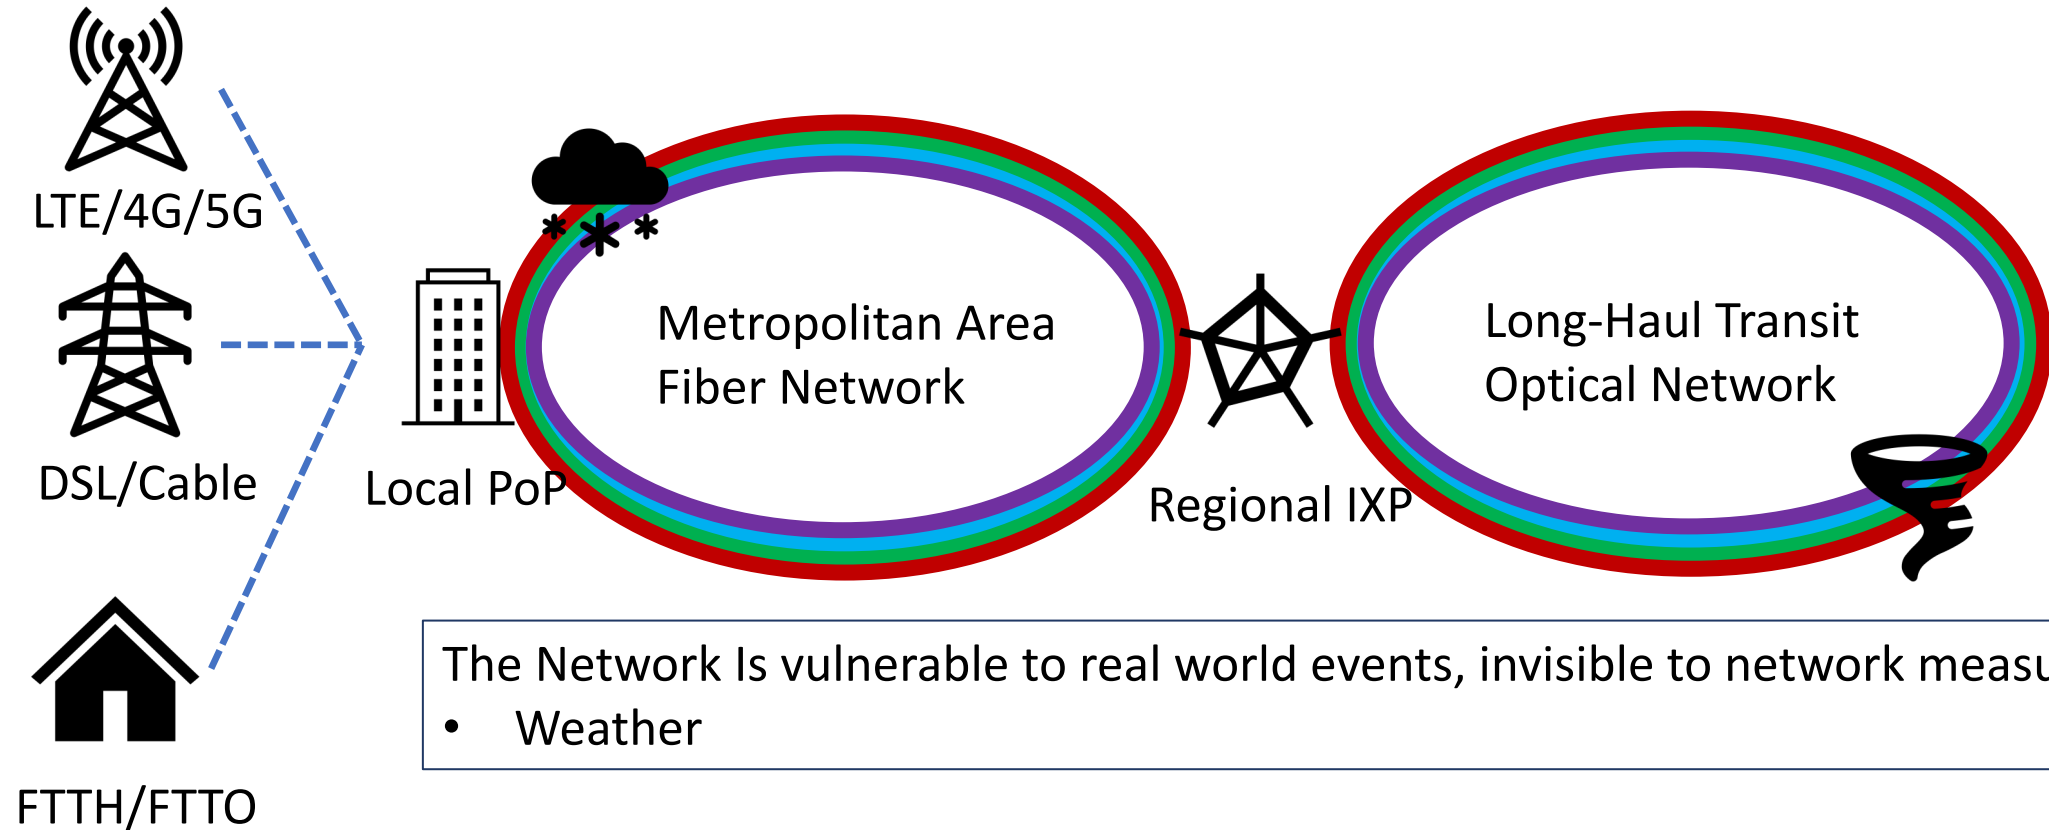 LTE/4G/5G
DSL/Cable
FTTH/FTTO
Local PoP
Metropolitan Area
Fiber Network
Regional IXP
Long-Haul Transit
Optical Network
The Network Is vulnerable to real world events, invisible to network measu
• Weather